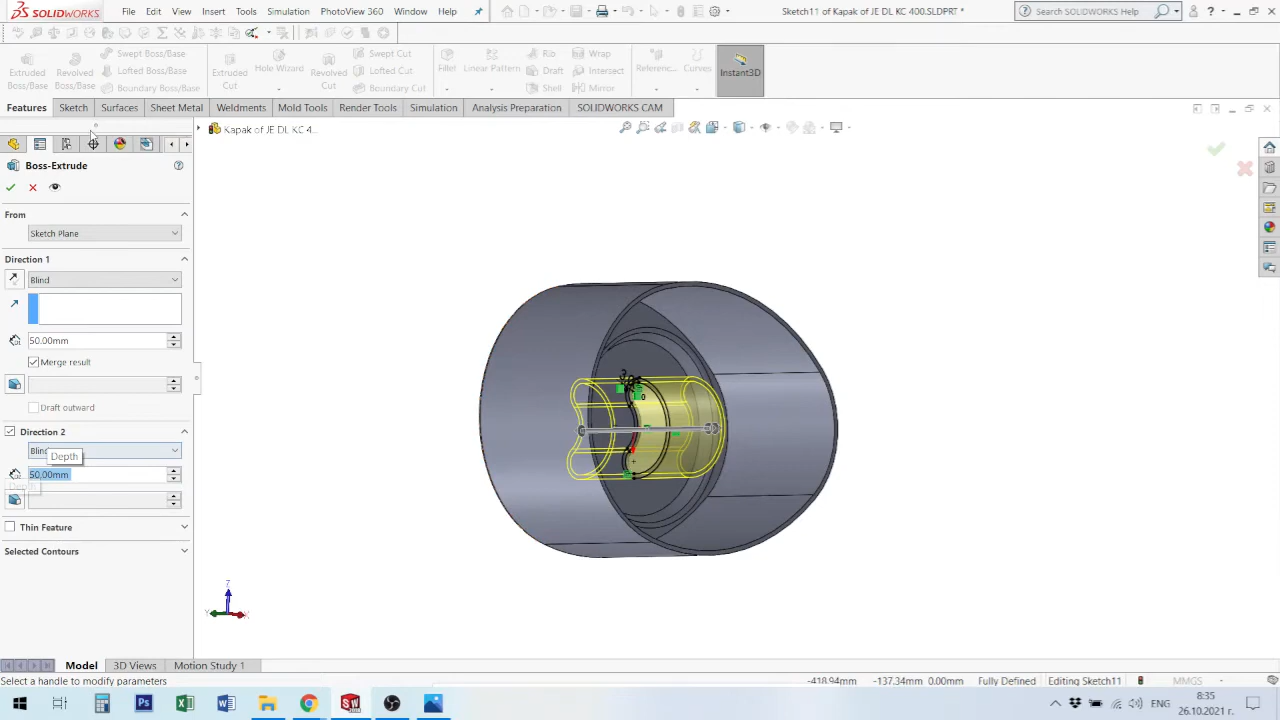 SOLIDWORKS File Edit View Insert Tools Simulation PhotoView 360 Window Help Sketch11 of Kapak of JE DL KC 400.SLDPRT * Search SOLIDWORKS Help
Extruded Boss/Base
Revolved Boss/Base
Swept Boss/Base
Lofted Boss/Base
Boundary Boss/Base
Extruded Cut
Hole Wizard
Revolved Cut
Swept Cut
Lofted Cut
Boundary Cut
Fillet
Linear Pattern
Rib
Draft
Shell
Wrap
Intersect
Mirror
Referenc...
Curves
Instant3D
Features Sketch Surfaces Sheet Metal Weldments Mold Tools Render Tools Simulation Analysis Preparation SOLIDWORKS CAM
Kapak of JE DL KC 4...
Boss-Extrude
From
Sketch Plane
Direction 1
Blind
50.00mm
Merge result
Draft outward
Direction 2
Blind
Depth
50.00mm
Thin Feature
Selected Contours
Z
Y
X
Model 3D Views Motion Study 1
Select a handle to modify parameters -418.94mm -137.34mm 0.00mm Fully Defined Editing Sketch11 MMGS
ENG
8:35
26.10.2021 г.